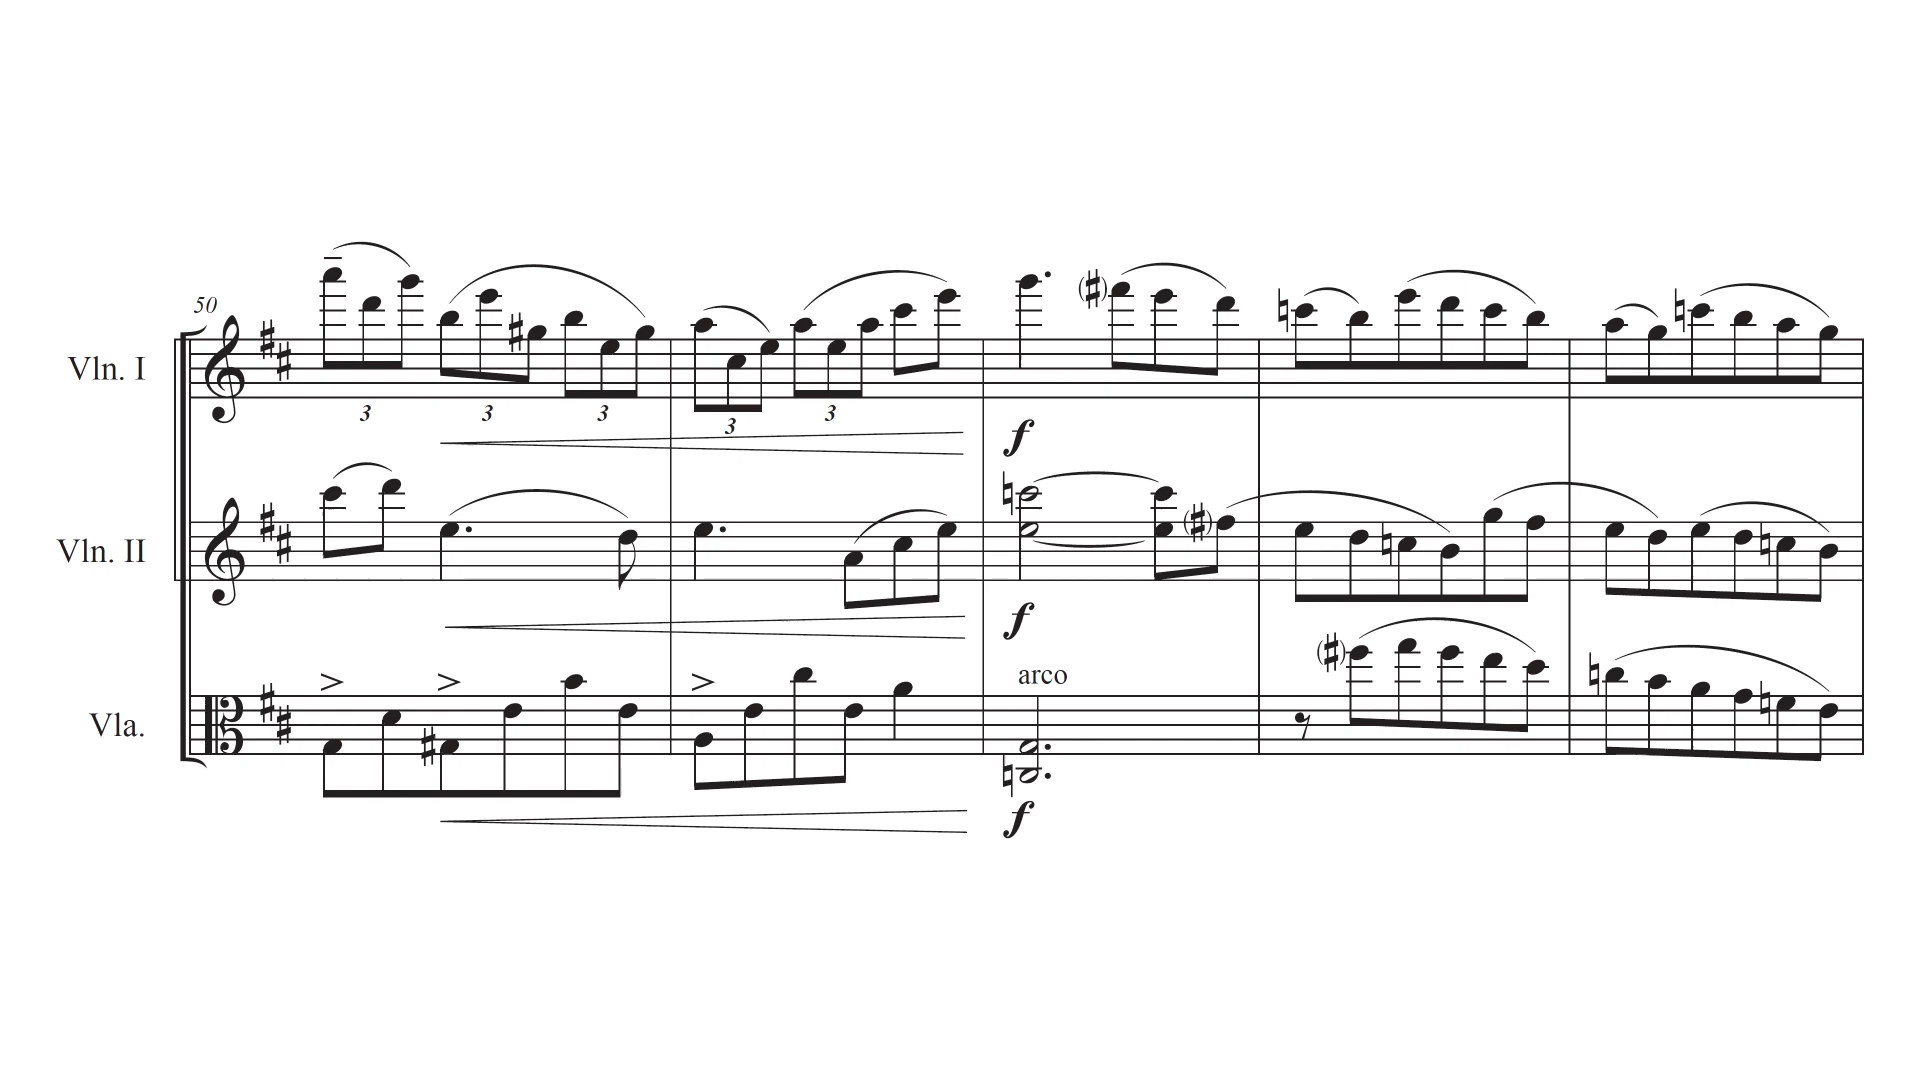 50
Vln. I
3 3 3 3 3
f
Vln. II
f
arco
Vla.
f